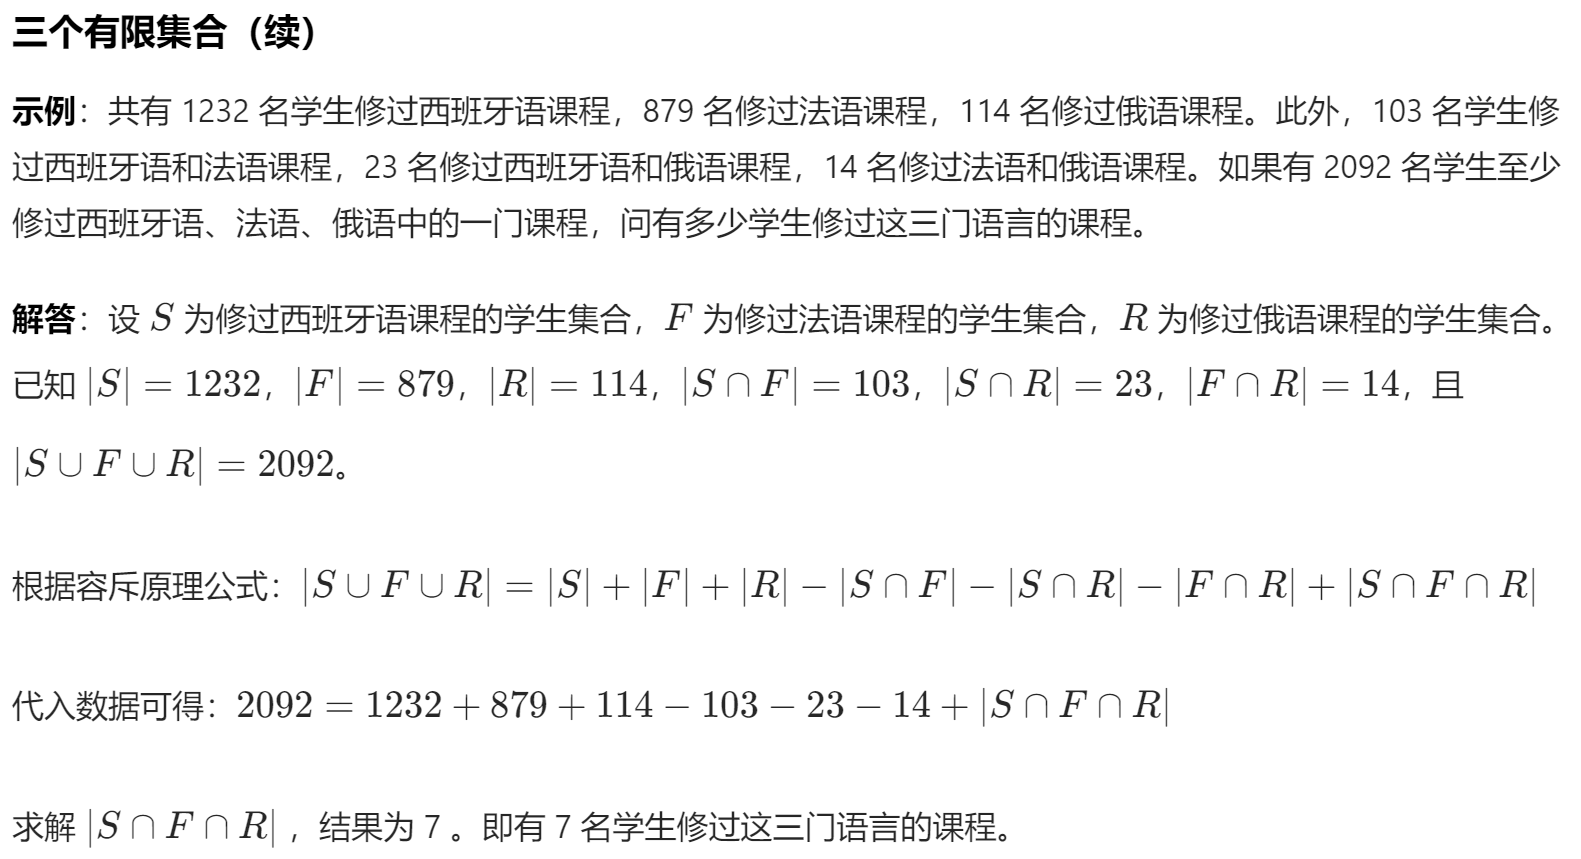 三个有限集合（续）
示例：共有 1232 名学生修过西班牙语课程，879 名修过法语课程，114 名修过俄语课程。此外，103 名学生修
过西班牙语和法语课程，23 名修过西班牙语和俄语课程，14 名修过法语和俄语课程。如果有 2092 名学生至少
修过西班牙语、法语、俄语中的一门课程，问有多少学生修过这三门语言的课程。
解答：设 S 为修过西班牙语课程的学生集合，F 为修过法语课程的学生集合，R 为修过俄语课程的学生集合。
已知 |S| = 1232，|F| = 879，|R| = 114，|S ∩ F| = 103，|S ∩ R| = 23，|F ∩ R| = 14，且
|S ∪ F ∪ R| = 2092。
根据容斥原理公式：|S ∪ F ∪ R| = |S| + |F| + |R| − |S ∩ F| − |S ∩ R| − |F ∩ R| + |S ∩ F ∩ R|
代入数据可得：2092 = 1232 + 879 + 114 − 103 − 23 − 14 + |S ∩ F ∩ R|
求解 |S ∩ F ∩ R| ，结果为 7 。即有 7 名学生修过这三门语言的课程。